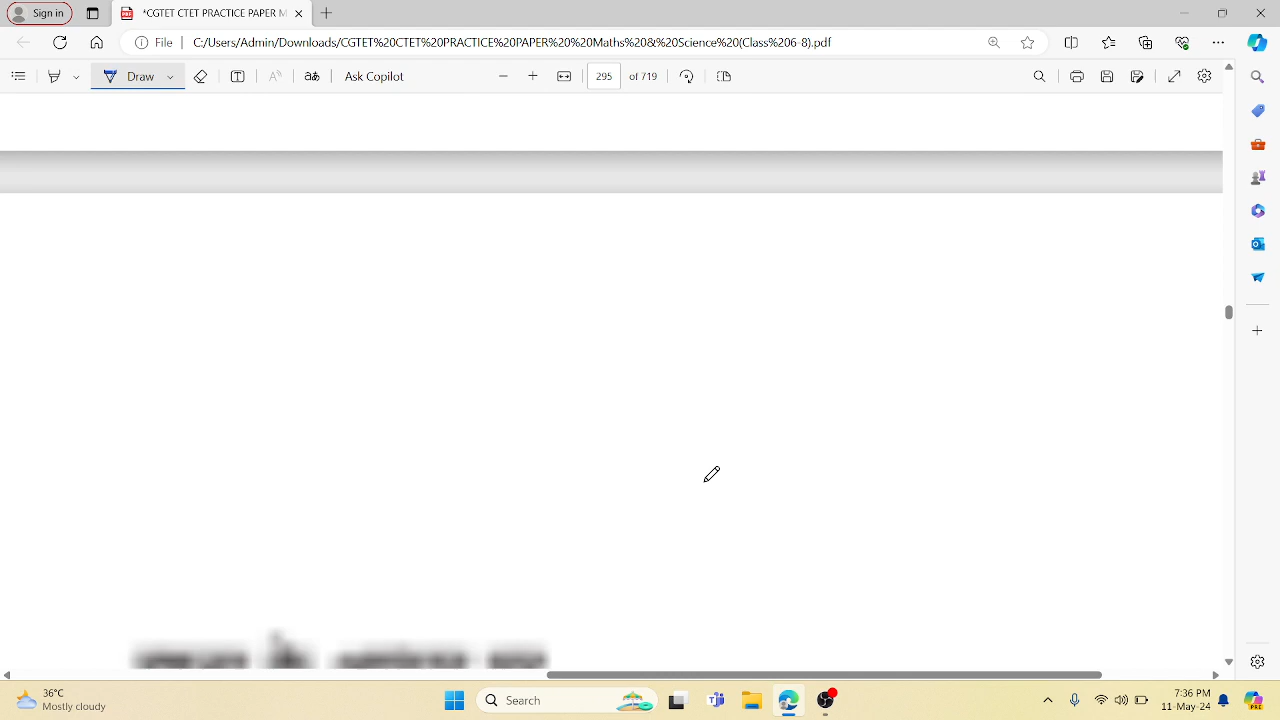 Sign in
*CGTET CTET PRACTICE PAPER M
File
C:/Users/Admin/Downloads/CGTET%20CTET%20PRACTICE%20PAPER%20%20Maths%20&%20Science%20(Class%206-8).pdf
Draw
Ask Copilot
295 of 719
36°C
Mostly cloudy
Search
7:36 PM
11-May-24